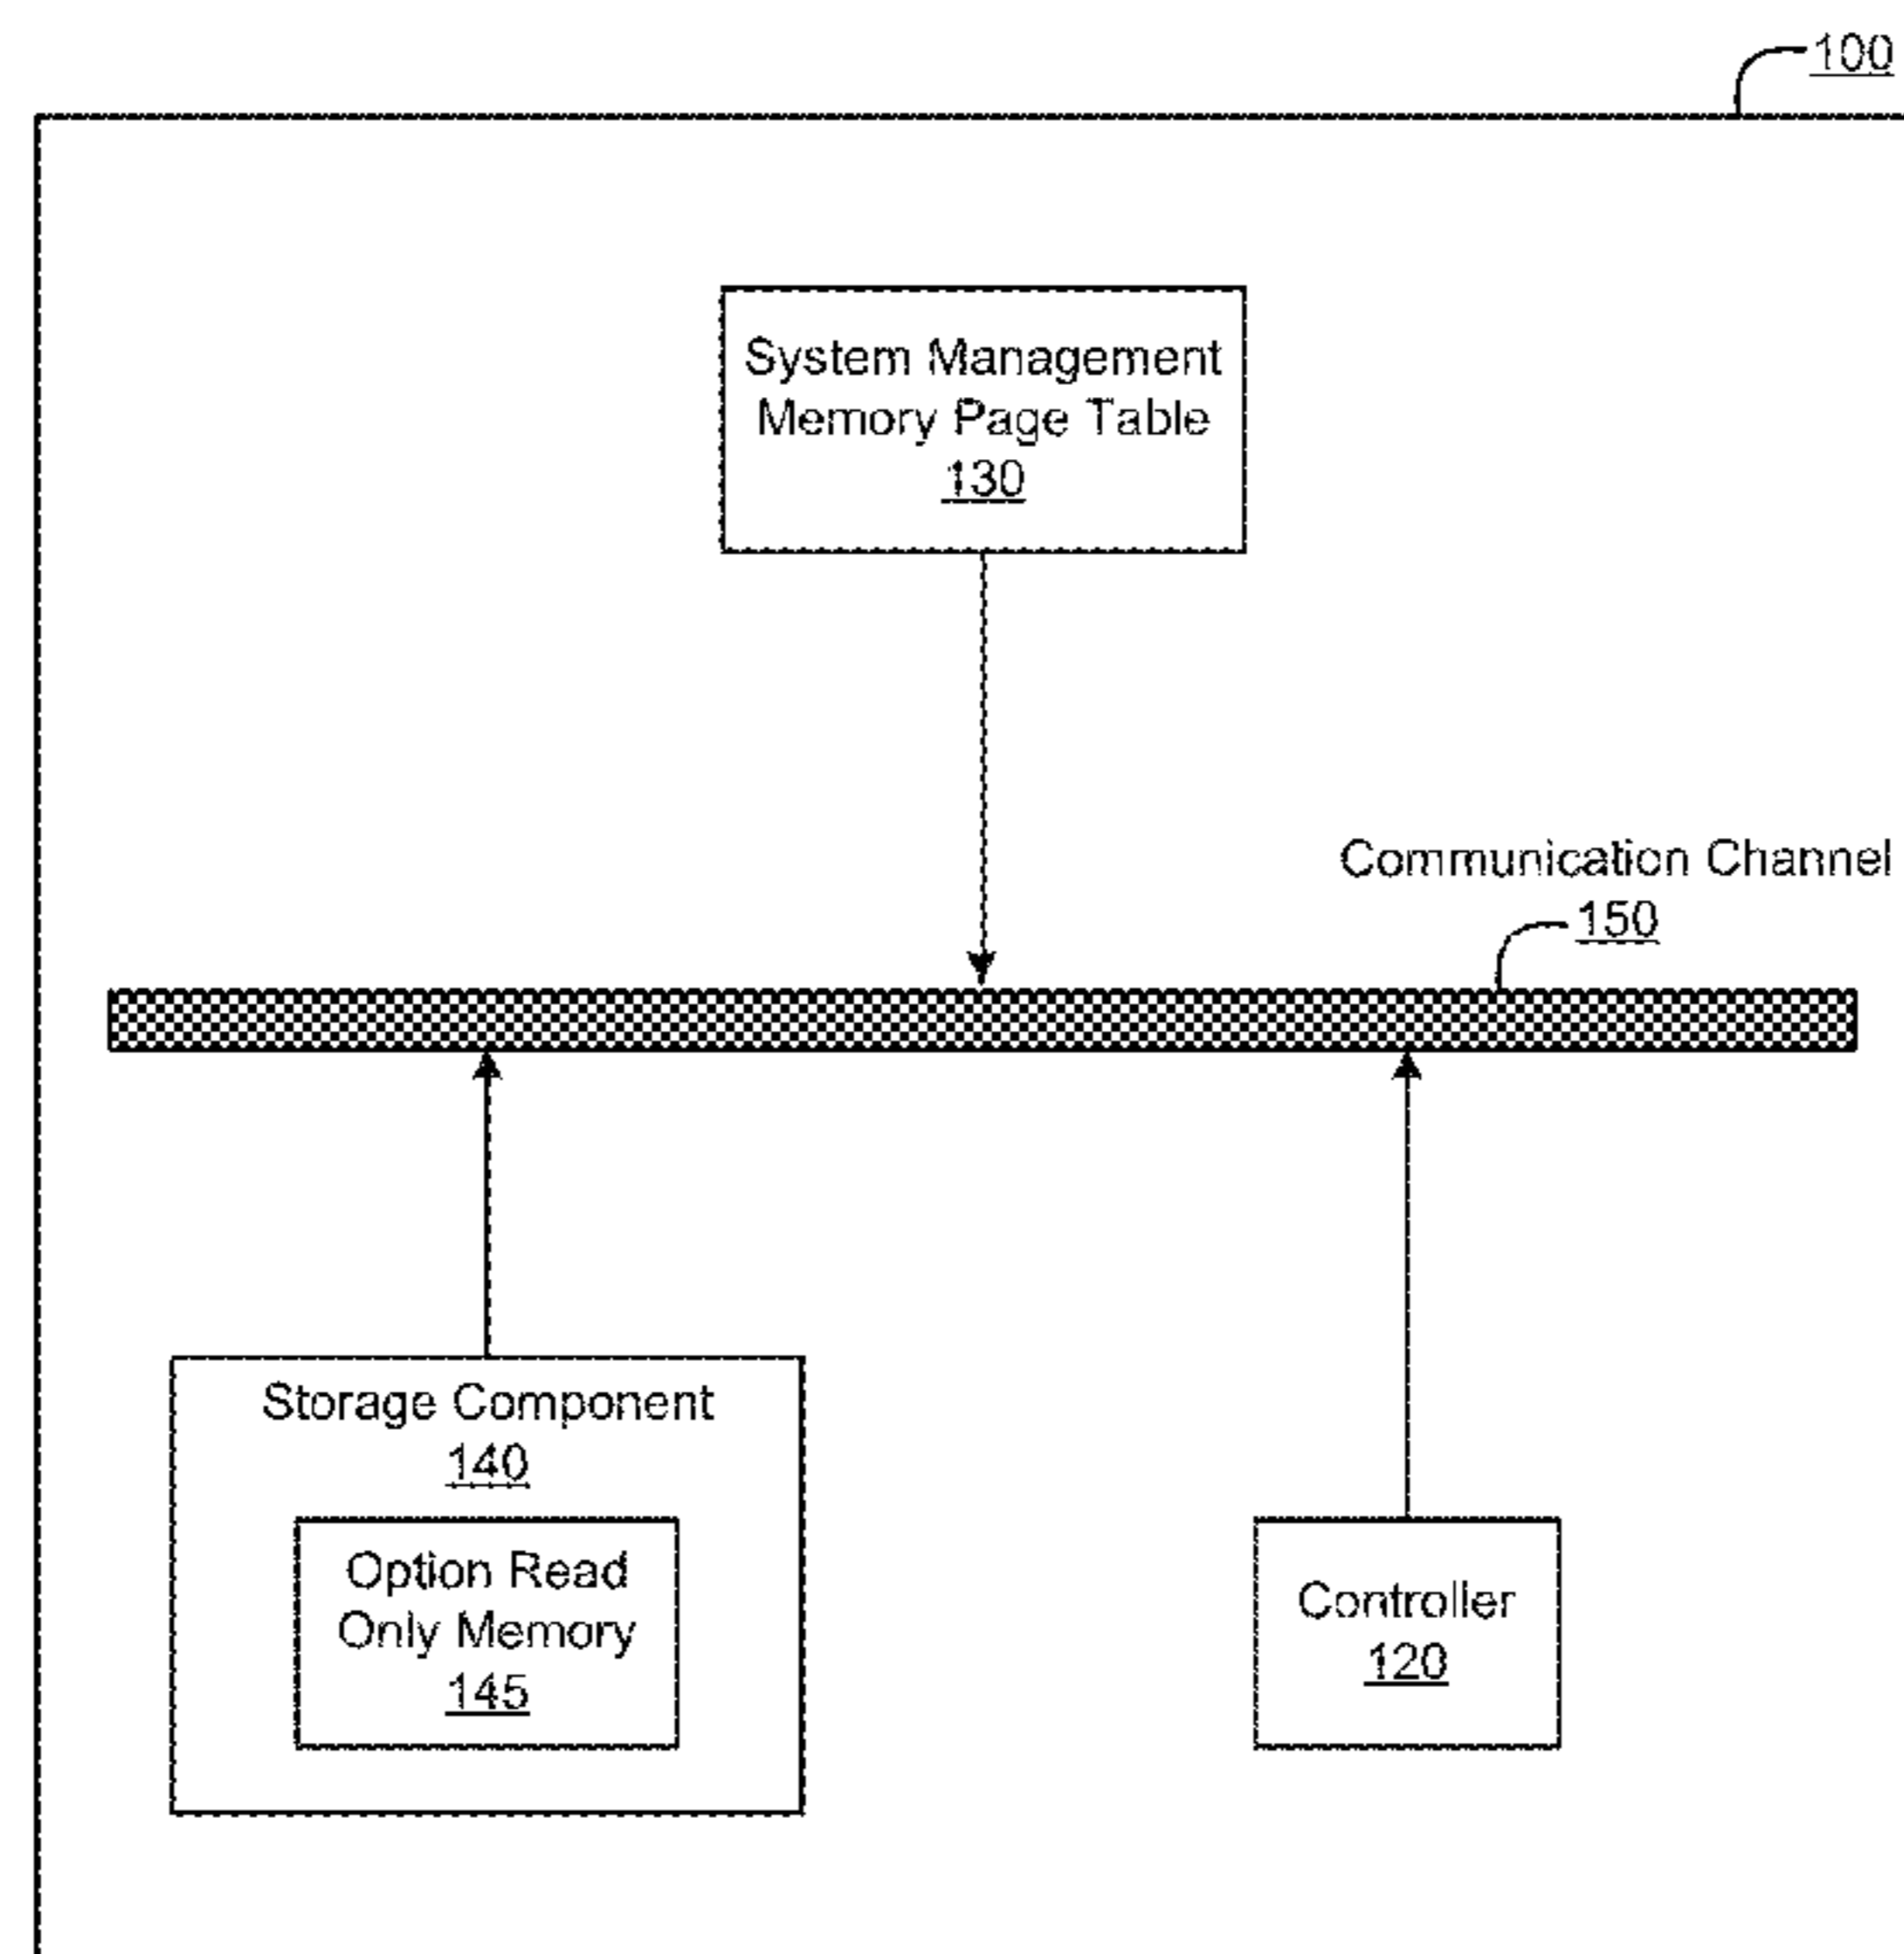 100
System Management
Memory Page Table
130
Communication Channel
150
Storage Component
140
Option Read
Only Memory
145
Controller
120